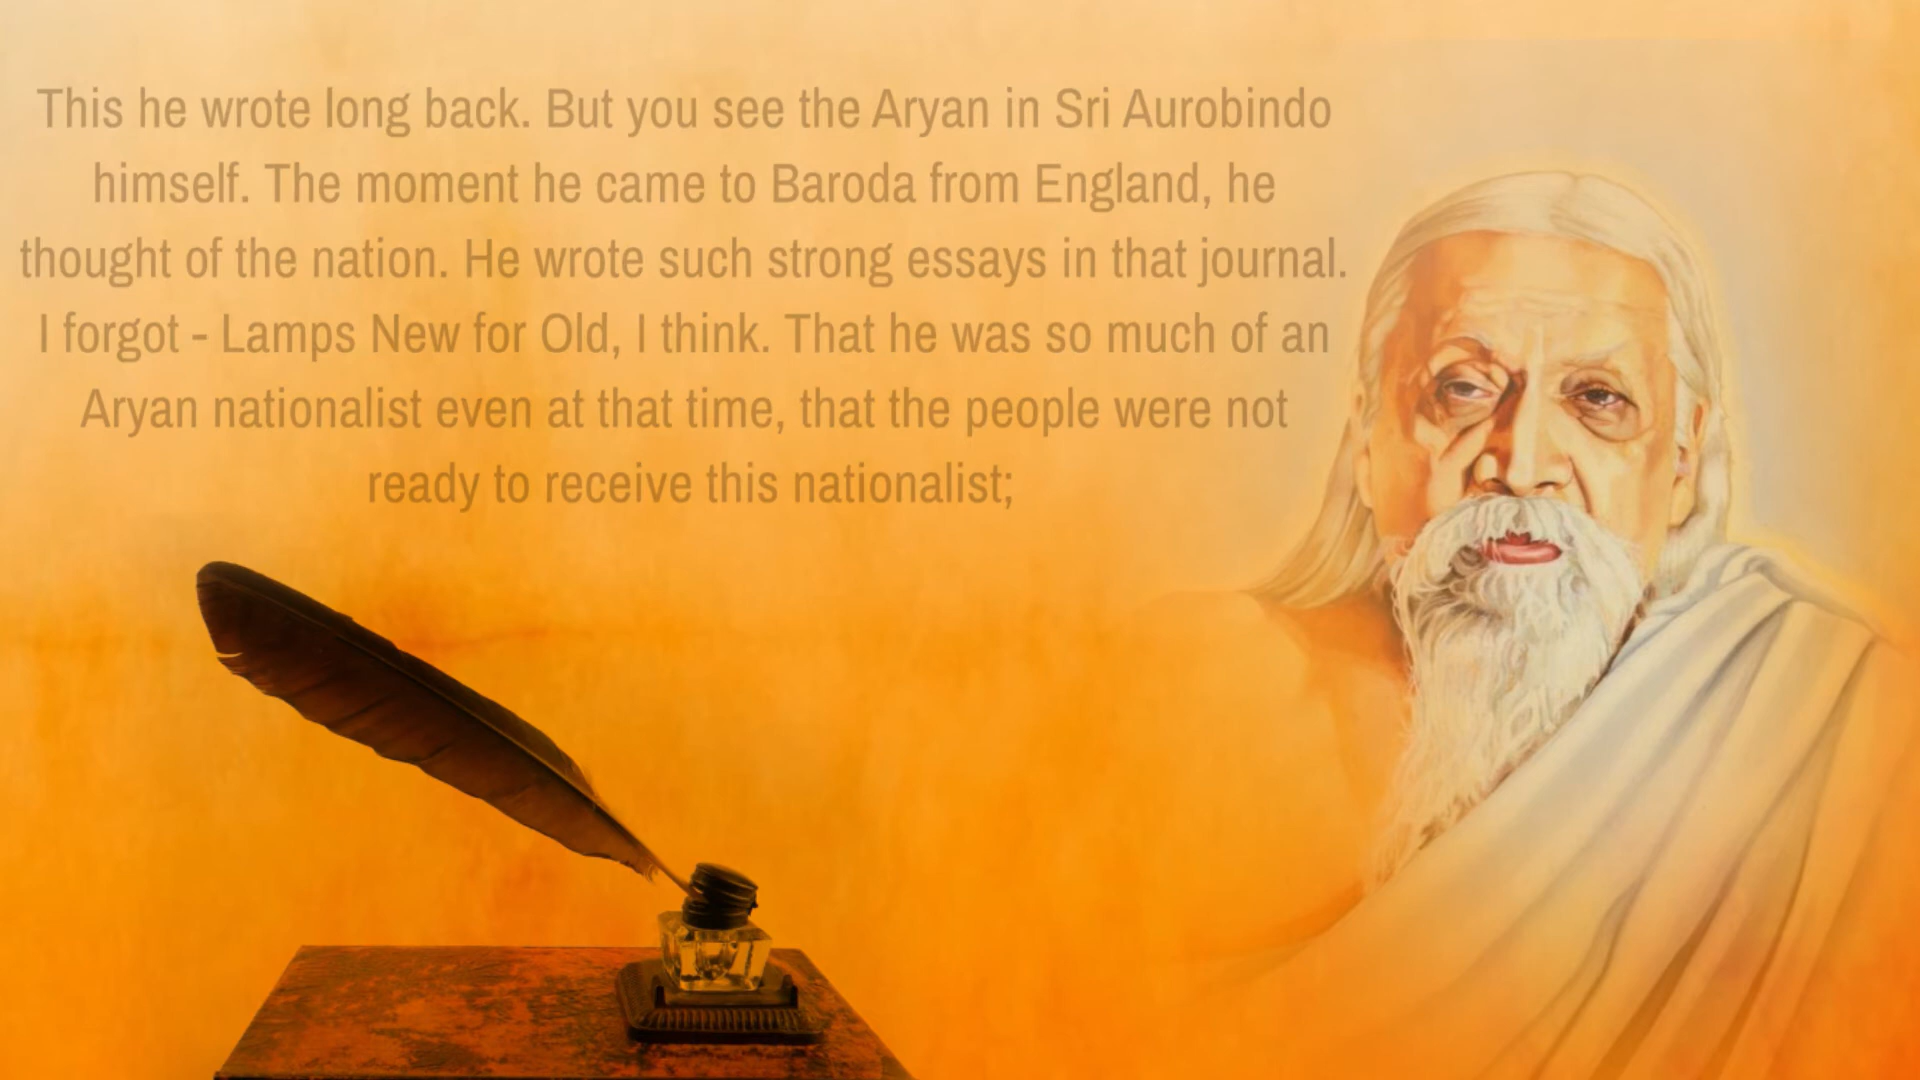 This he wrote long back. But you see the Aryan in Sri Aurobindo
himself. The moment he came to Baroda from England, he
thought of the nation. He wrote such strong essays in that journal.
I forgot - Lamps New for Old, I think. That he was so much of an
Aryan nationalist even at that time, that the people were not
ready to receive this nationalist;